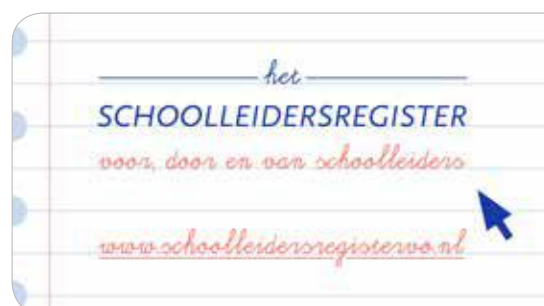 het
SCHOOLLEIDERSREGISTER
voor, door en van schoolleiders
www.schoolleidersregistervo.nl